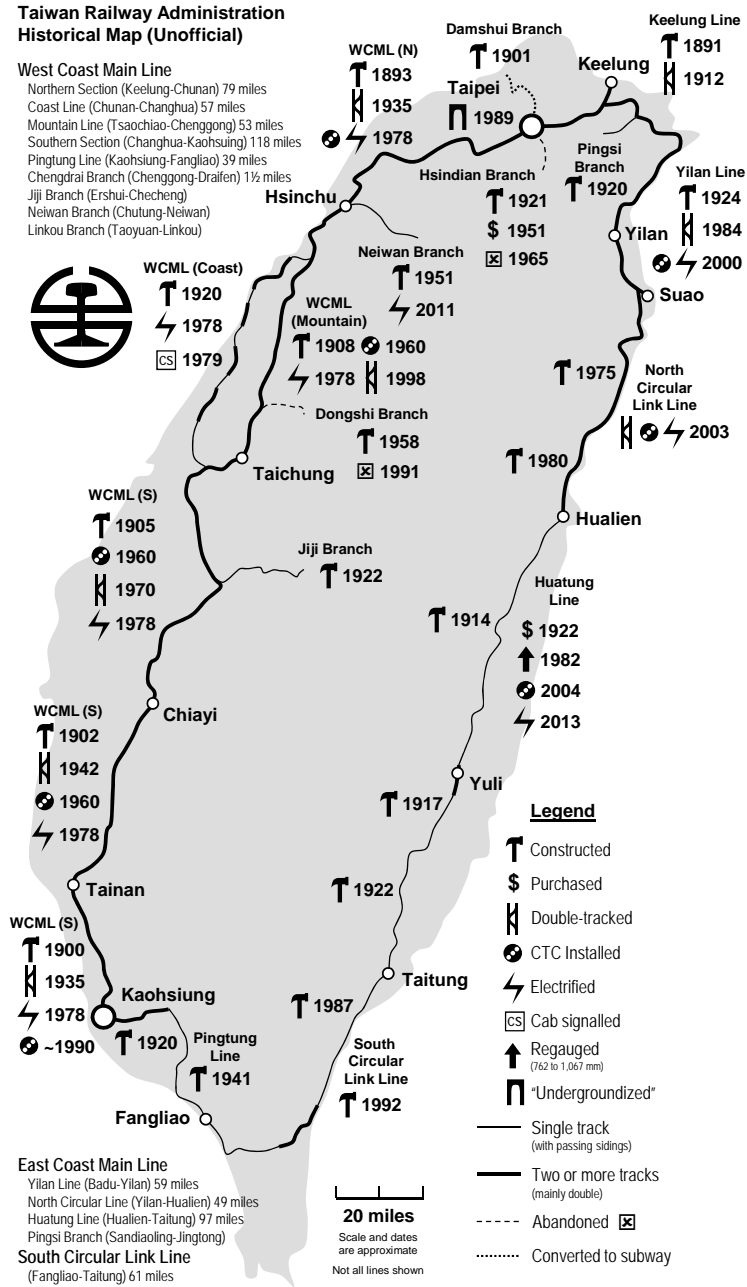 Taiwan Railway Administration
Historical Map (Unofficial)
West Coast Main Line
Northern Section (Keelung-Chunan) 79 miles
Coast Line (Chunan-Changhua) 57 miles
Mountain Line (Tsaochiao-Chenggong) 53 miles
Southern Section (Changhua-Kaohsuing) 118 miles
Pingtung Line (Kaohsiung-Fangliao) 39 miles
Chengdrai Branch (Chenggong-Draifen) 1½ miles
Jiji Branch (Ershui-Checheng)
Neiwan Branch (Chutung-Neiwan)
Linkou Branch (Taoyuan-Linkou)
WCML (N)
1893
1935
1978
Damshui Branch
1901
Taipei
1989
Keelung
Keelung Line
1891
1912
Hsindian Branch
1921
$ 1951
1965
Pingsi
Branch
1920
Yilan Line
1924
1984
2000
Yilan
Suao
Hsinchu
Neiwan Branch
1951
2011
WCML (Coast)
1920
1978
CS 1979
WCML
(Mountain)
1908
1960
1978
1998
Dongshi Branch
1958
1991
Taichung
1975
North
Circular
Link Line
2003
1980
Hualien
WCML (S)
1905
1960
1970
1978
Jiji Branch
1922
Huatung
Line
1914
$ 1922
1982
2004
2013
Chiayi
WCML (S)
1902
1942
1960
1978
Yuli
1917
1922
Tainan
Taitung
WCML (S)
1900
1935
1978
~1990
Kaohsiung
1920
Pingtung
Line
1941
1987
South
Circular
Link Line
1992
Fangliao
Legend
Constructed
$ Purchased
Double-tracked
CTC Installed
Electrified
CS Cab signalled
Regauged
(762 to 1,067 mm)
"Undergroundized"
Single track
(with passing sidings)
Two or more tracks
(mainly double)
Abandoned
Converted to subway
East Coast Main Line
Yilan Line (Badu-Yilan) 59 miles
North Circular Line (Yilan-Hualien) 49 miles
Huatung Line (Hualien-Taitung) 97 miles
Pingsi Branch (Sandiaoling-Jingtong)
South Circular Link Line
(Fangliao-Taitung) 61 miles
20 miles
Scale and dates
are approximate
Not all lines shown